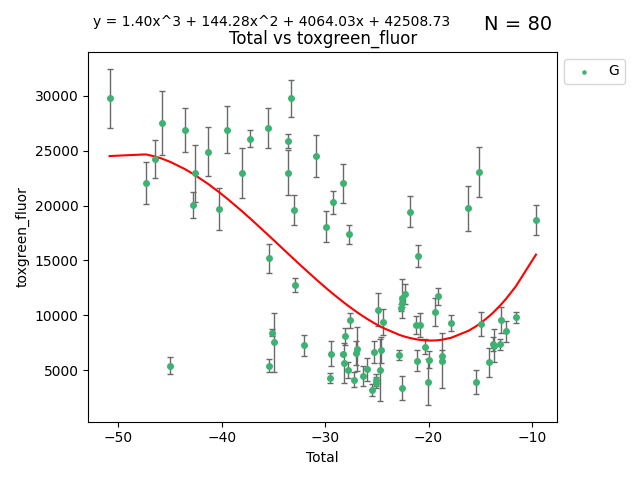 y = 1.40x^3 + 144.28x^2 + 4064.03x + 42508.73
N = 80
Total vs toxgreen_fluor
G
30000
25000
20000
15000
10000
5000
toxgreen_fluor
−50
−40
−30
−20
−10
Total